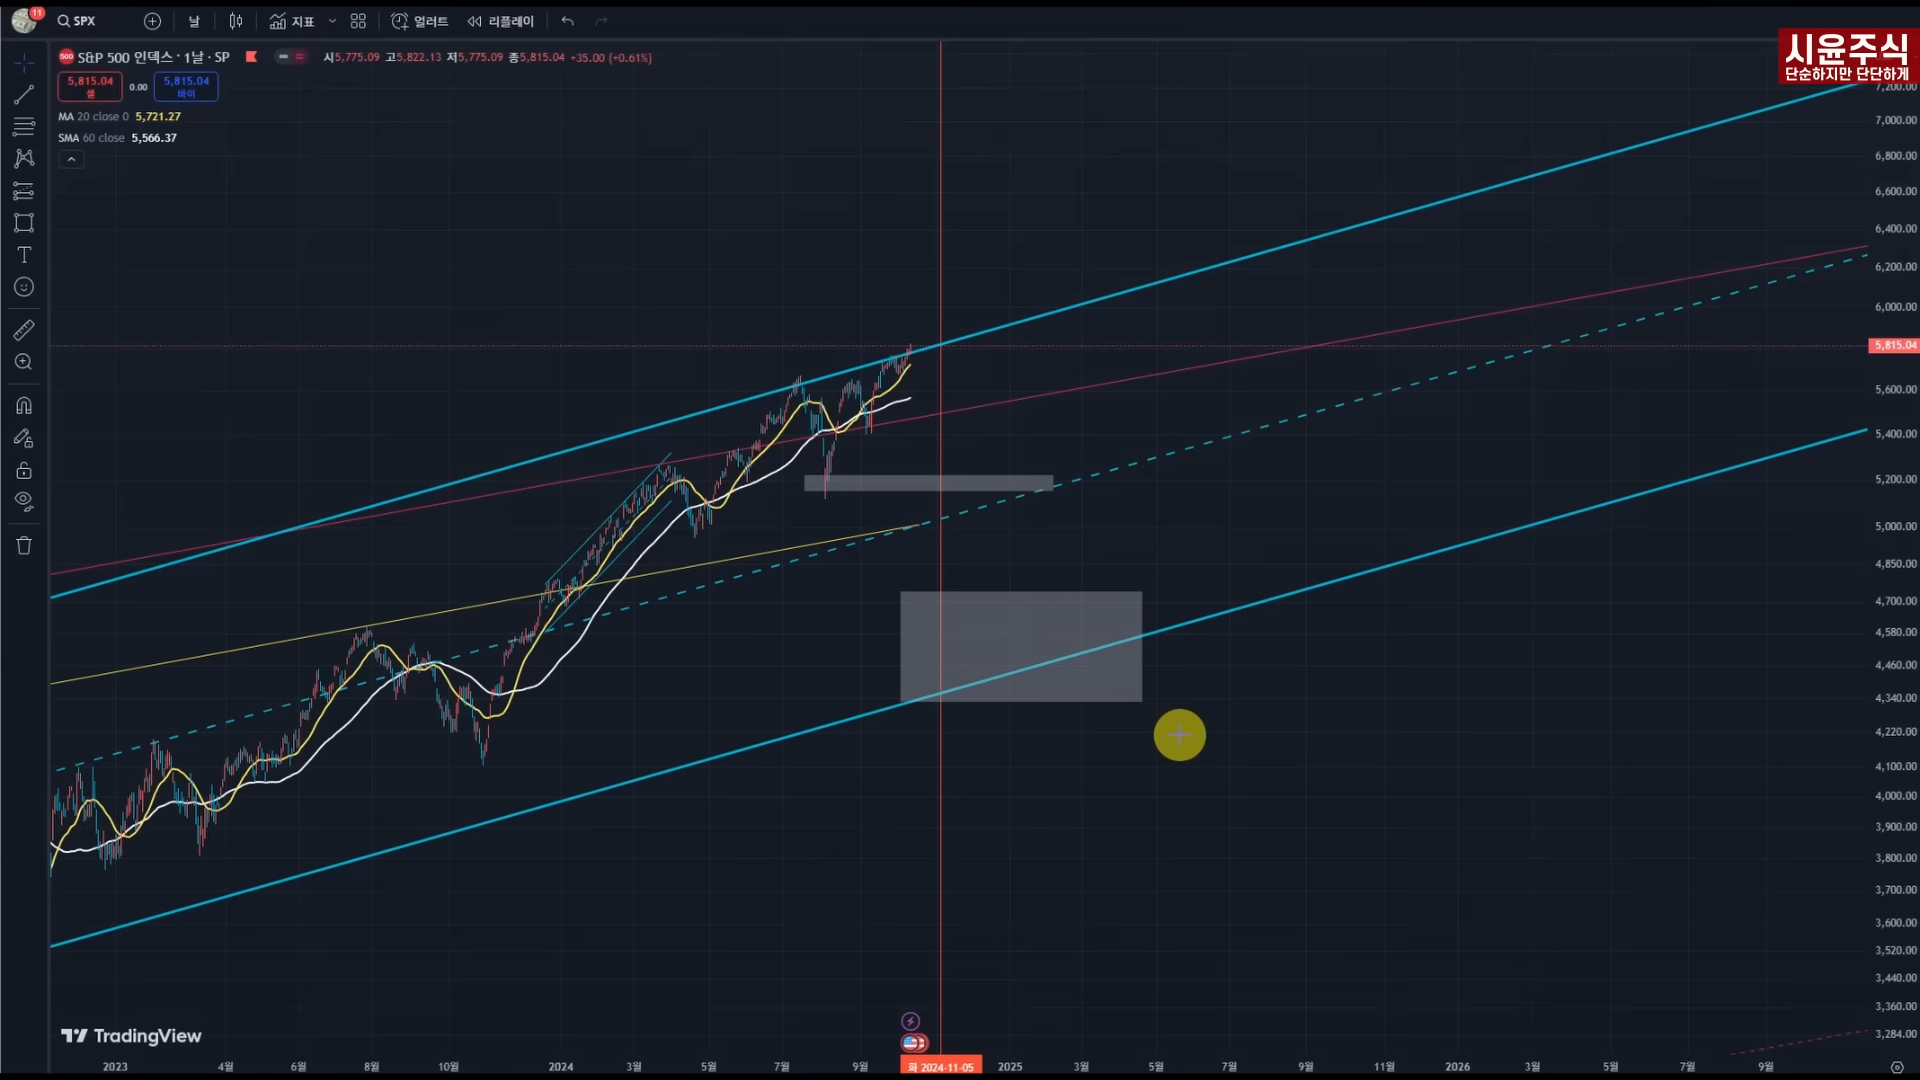 11
SPX
날
지표
얼러트
리플레이
시윤주식
단순하지만 단단하게
500
S&P 500 인덱스 · 1날 · SP
시5,775.09 고5,822.13 저5,775.09 종5,815.04 +35.00 (+0.61%)
5,815.04
셀
0.00
5,815.04
바이
MA 20 close 0 5,721.27
SMA 60 close 5,566.37
7,200.00
7,000.00
6,800.00
6,600.00
6,400.00
6,200.00
6,000.00
5,815.04
5,600.00
5,400.00
5,200.00
5,000.00
4,850.00
4,700.00
4,580.00
4,460.00
4,340.00
4,220.00
4,100.00
4,000.00
3,900.00
3,800.00
3,700.00
3,600.00
3,520.00
3,440.00
3,360.00
3,284.00
TradingView
2023 4월 6월 8월 10월 2024 3월 5월 7월 9월 화 2024-11-05 2025 3월 5월 7월 9월 11월 2026 3월 5월 7월 9월